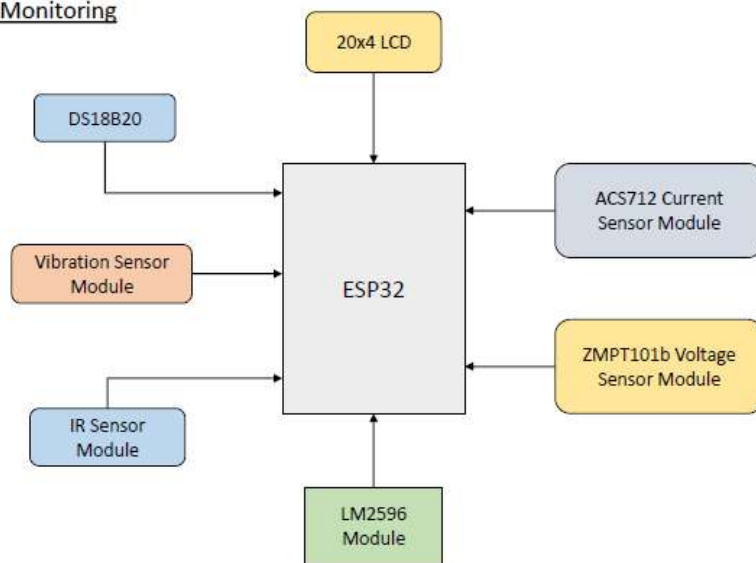 Monitoring
20x4 LCD
DS18B20
ACS712 Current
Sensor Module
Vibration Sensor
Module
ESP32
ZMPT101b Voltage
Sensor Module
IR Sensor
Module
LM2596
Module